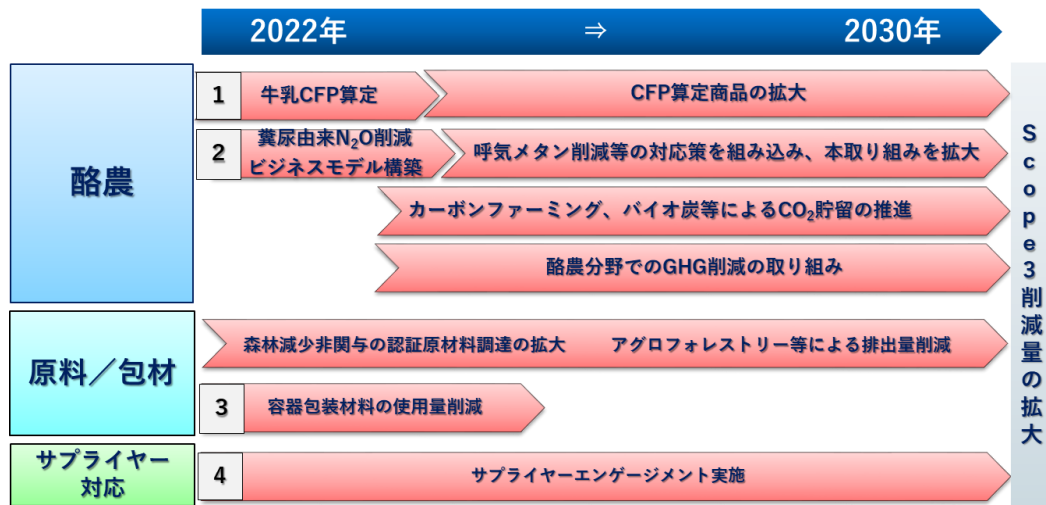 2022年 ⇒ 2030年
酪農
1 牛乳CFP算定
CFP算定商品の拡大
2 糞尿由来N₂O削減
ビジネスモデル構築
呼気メタン削減等の対応策を組み込み、本取り組みを拡大
カーボンファーミング、バイオ炭等によるCO₂貯留の推進
酪農分野でのGHG削減の取り組み
原料／包材
森林減少非関与の認証原材料調達の拡大 アグロフォレストリー等による排出量削減
3 容器包装材料の使用量削減
サプライヤー
対応
4 サプライヤーエンゲージメント実施
Scope3削減量の拡大